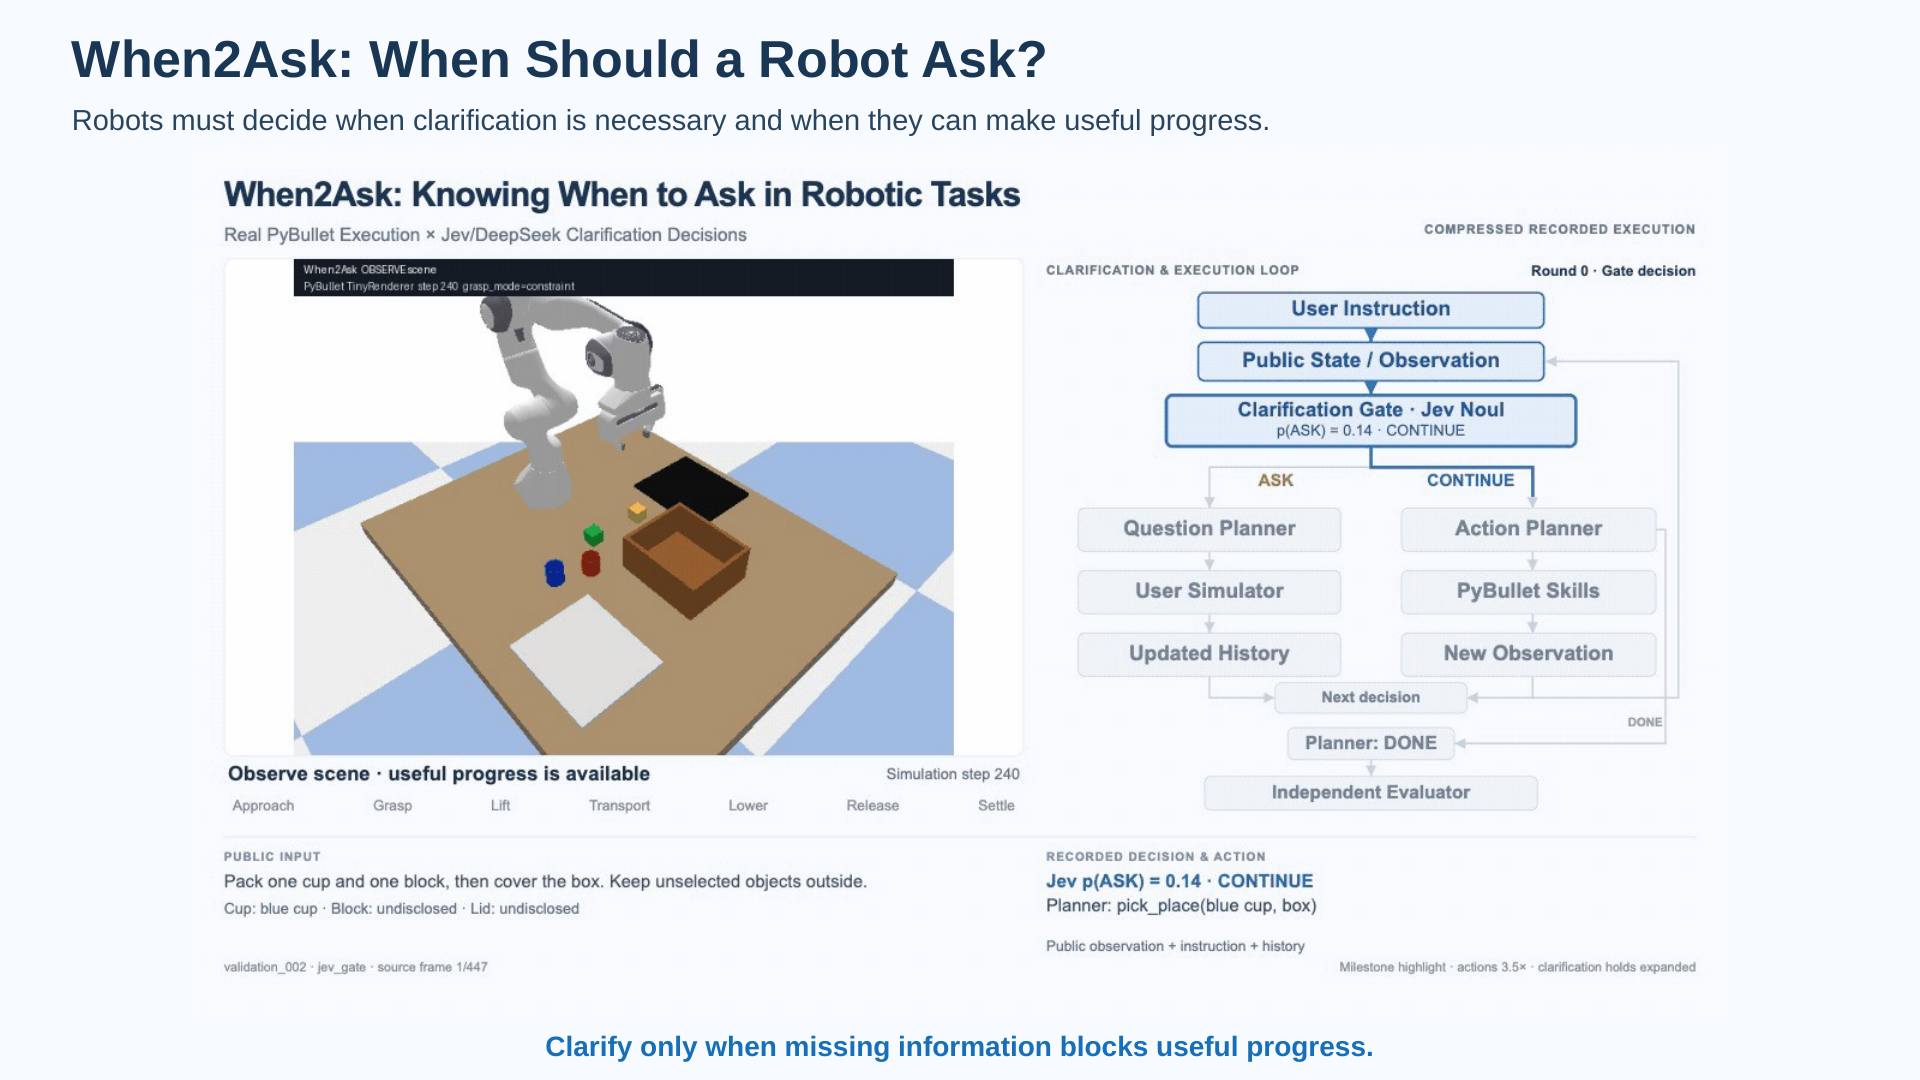 When2Ask: When Should a Robot Ask?
Robots must decide when clarification is necessary and when they can make useful progress.
When2Ask: Knowing When to Ask in Robotic Tasks
Real PyBullet Execution × Jev/DeepSeek Clarification Decisions
COMPRESSED RECORDED EXECUTION
When2Ask OBSERVE scene
PyBullet TinyRenderer step 240 grasp_mode=constraint
Observe scene · useful progress is available
Simulation step 240
Approach Grasp Lift Transport Lower Release Settle
CLARIFICATION & EXECUTION LOOP
Round 0 · Gate decision
User Instruction
Public State / Observation
Clarification Gate · Jev Noul
p(ASK) = 0.14 · CONTINUE
ASK
CONTINUE
Question Planner
Action Planner
User Simulator
PyBullet Skills
Updated History
New Observation
Next decision
DONE
Planner: DONE
Independent Evaluator
PUBLIC INPUT
Pack one cup and one block, then cover the box. Keep unselected objects outside.
Cup: blue cup · Block: undisclosed · Lid: undisclosed
validation_002 · jev_gate · source frame 1/447
RECORDED DECISION & ACTION
Jev p(ASK) = 0.14 · CONTINUE
Planner: pick_place(blue cup, box)
Public observation + instruction + history
Milestone highlight · actions 3.5× · clarification holds expanded
Clarify only when missing information blocks useful progress.